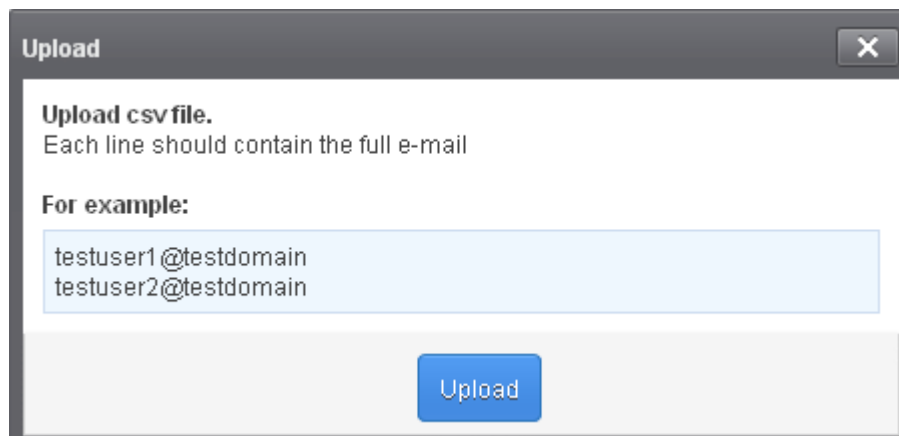 Upload
Upload csv file.
Each line should contain the full e-mail
For example:
testuser1@testdomain
testuser2@testdomain
Upload